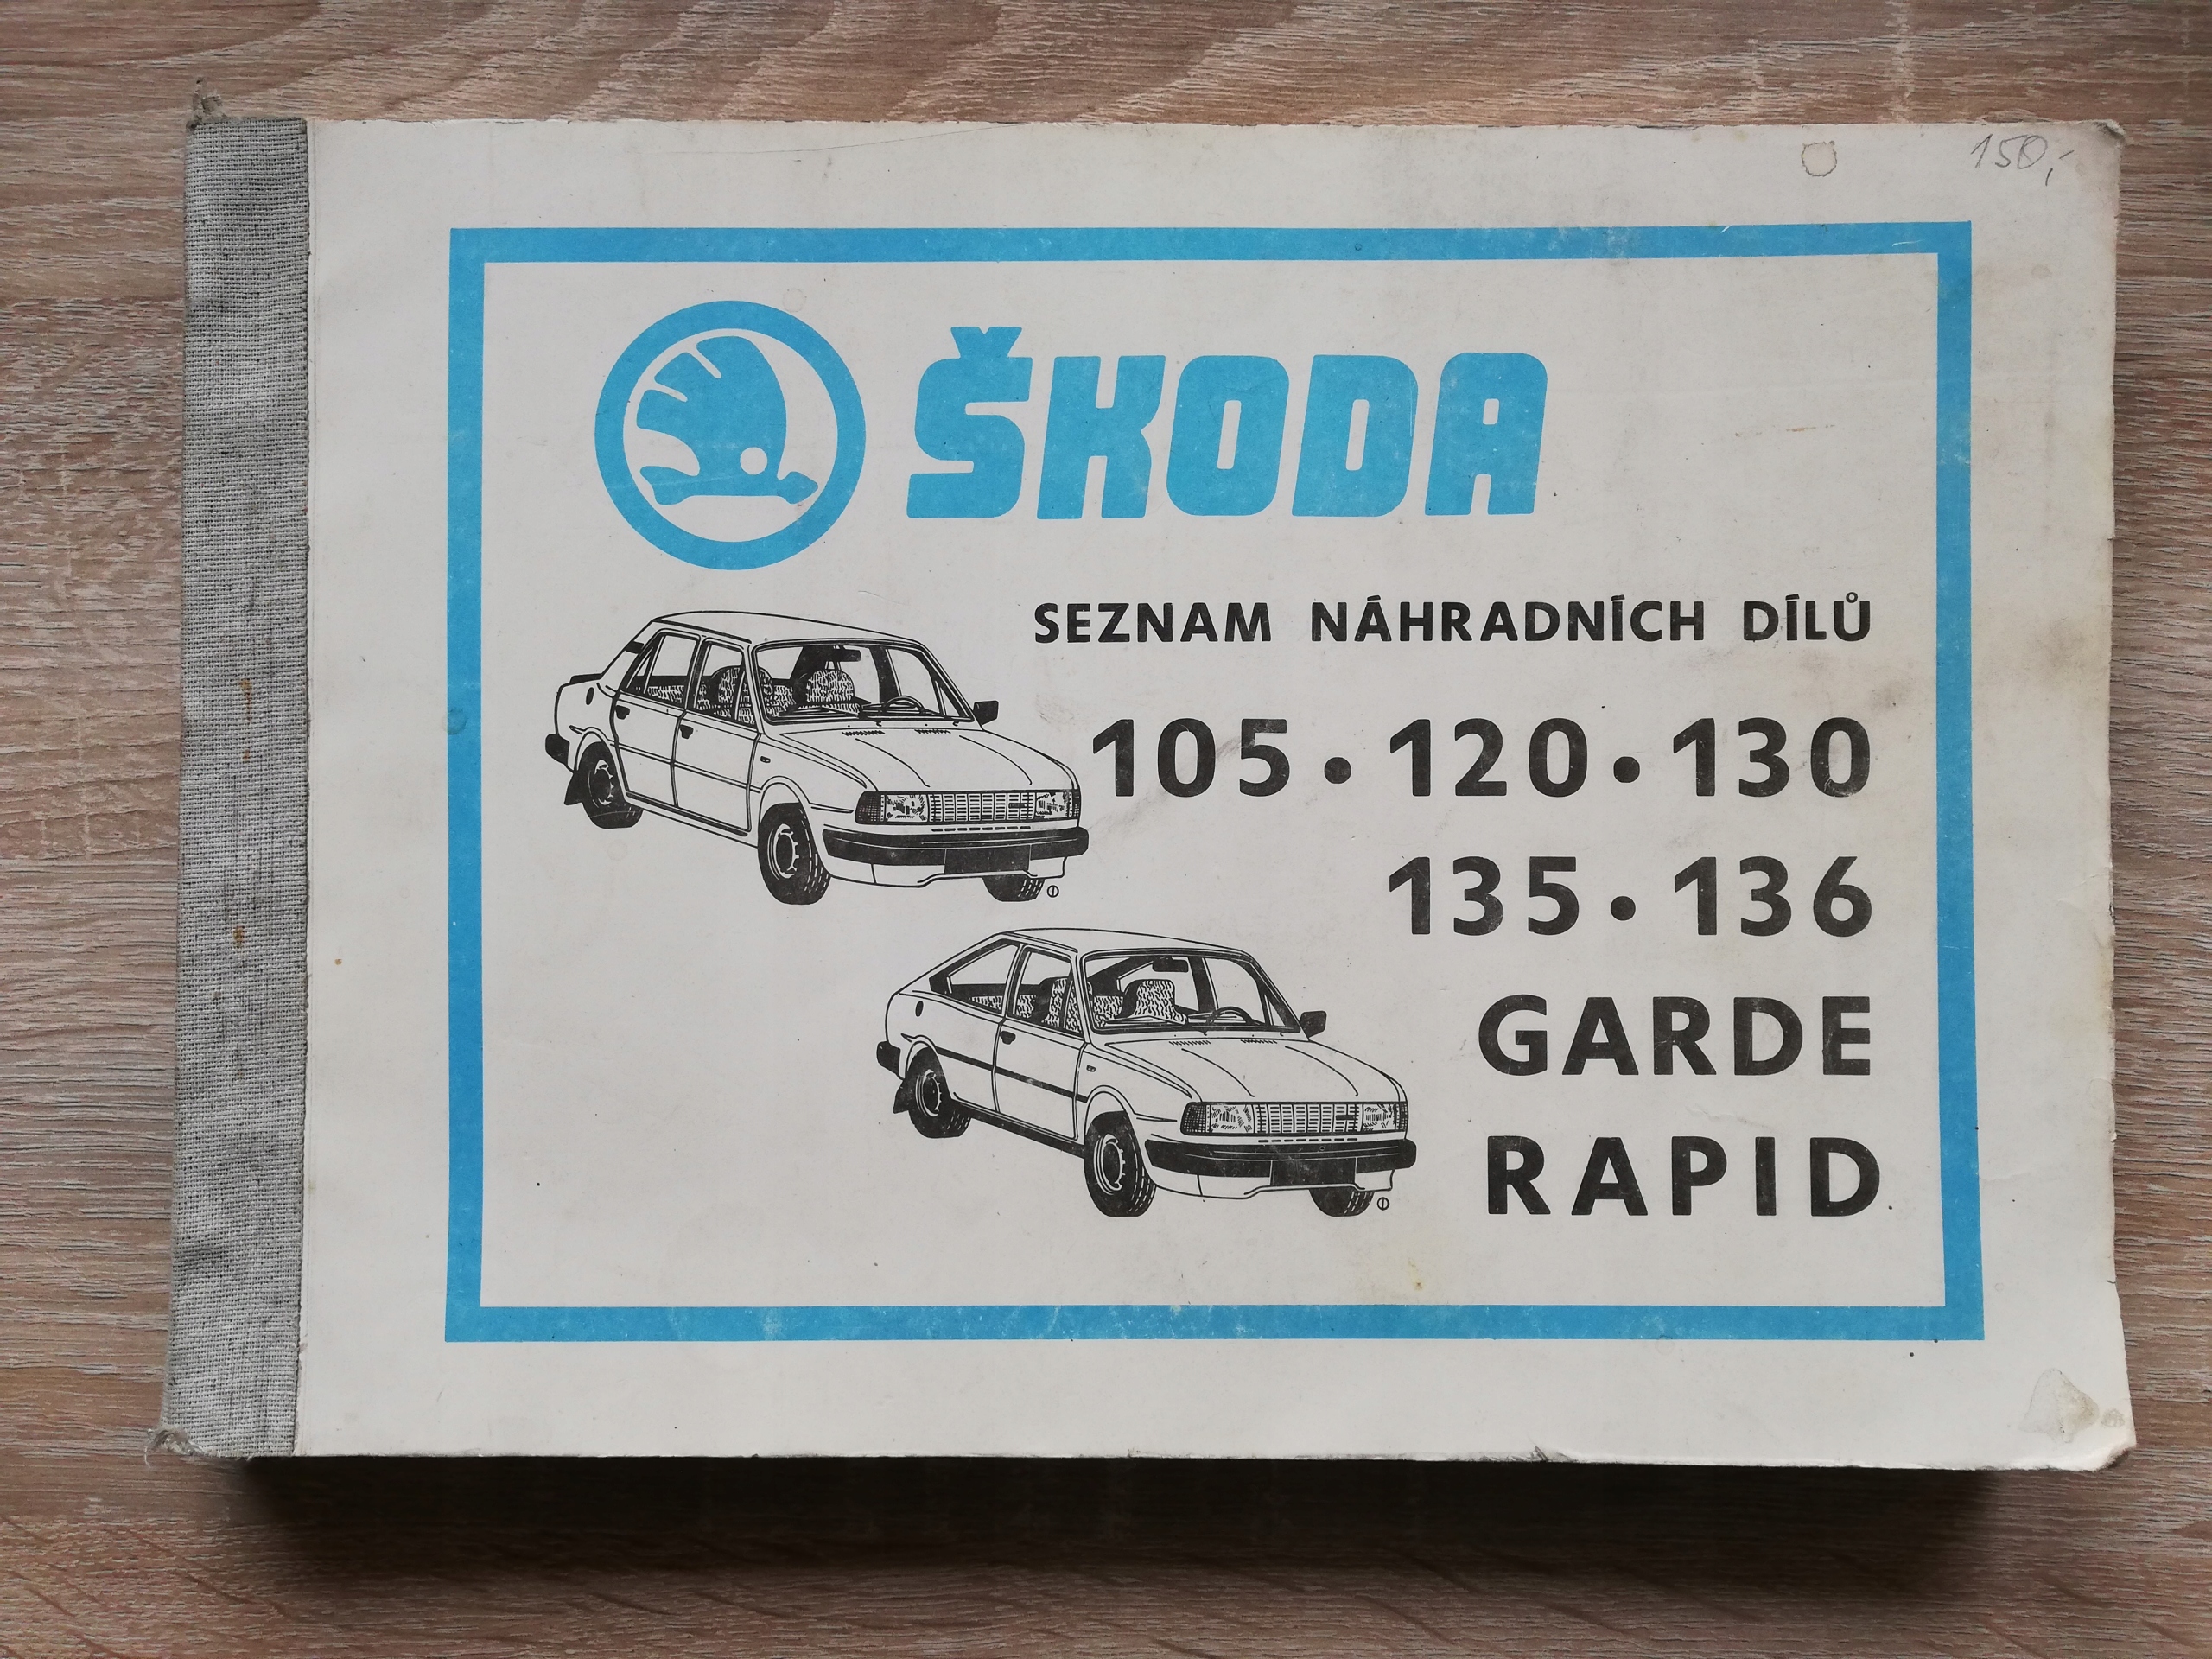 150,-
ŠKODA
SEZNAM NÁHRADNÍCH DÍLŮ
105 • 120 • 130
135 • 136
GARDE
RAPID